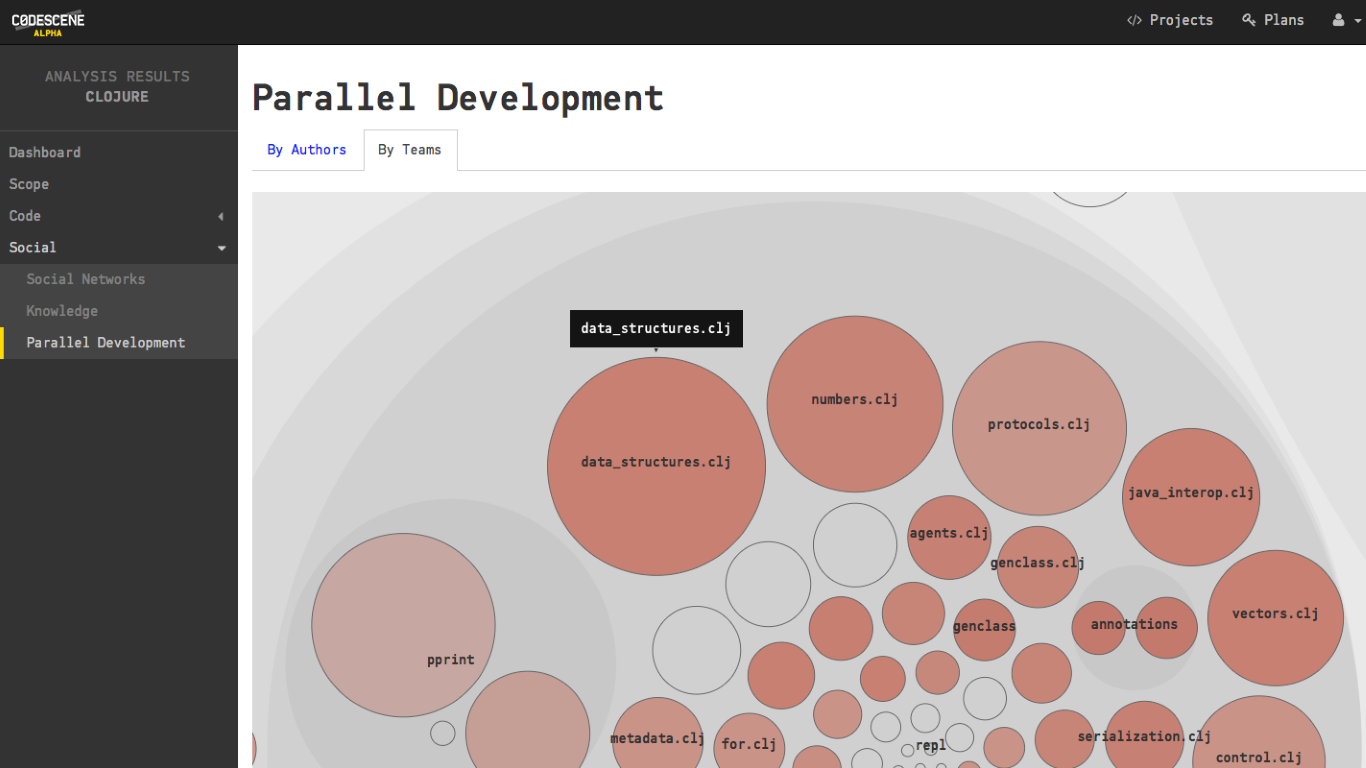 CODESCENE
ALPHA
Projects
Plans
ANALYSIS RESULTS
CLOJURE
Dashboard
Scope
Code
Social
Social Networks
Knowledge
Parallel Development
Parallel Development
By Authors
By Teams
data_structures.clj
numbers.clj
protocols.clj
data_structures.clj
java_interop.clj
agents.clj
genclass.clj
vectors.clj
annotations
genclass
pprint
metadata.clj
for.clj
repl
serialization.clj
control.clj